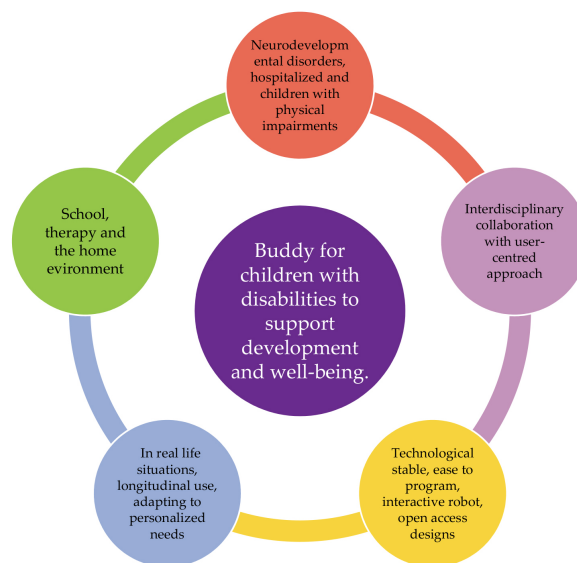 Neurodevelopm
ental disorders,
hospitalized and
children with
physical
impairments
Interdisciplinary
collaboration
with user-
centred
approach
Technological
stable, ease to
program,
interactive robot,
open access
designs
In real life
situations,
longitudinal use,
adapting to
personalized
needs
School,
therapy and
the home
evironment
Buddy for
children with
disabilities to
support
development
and well-being.